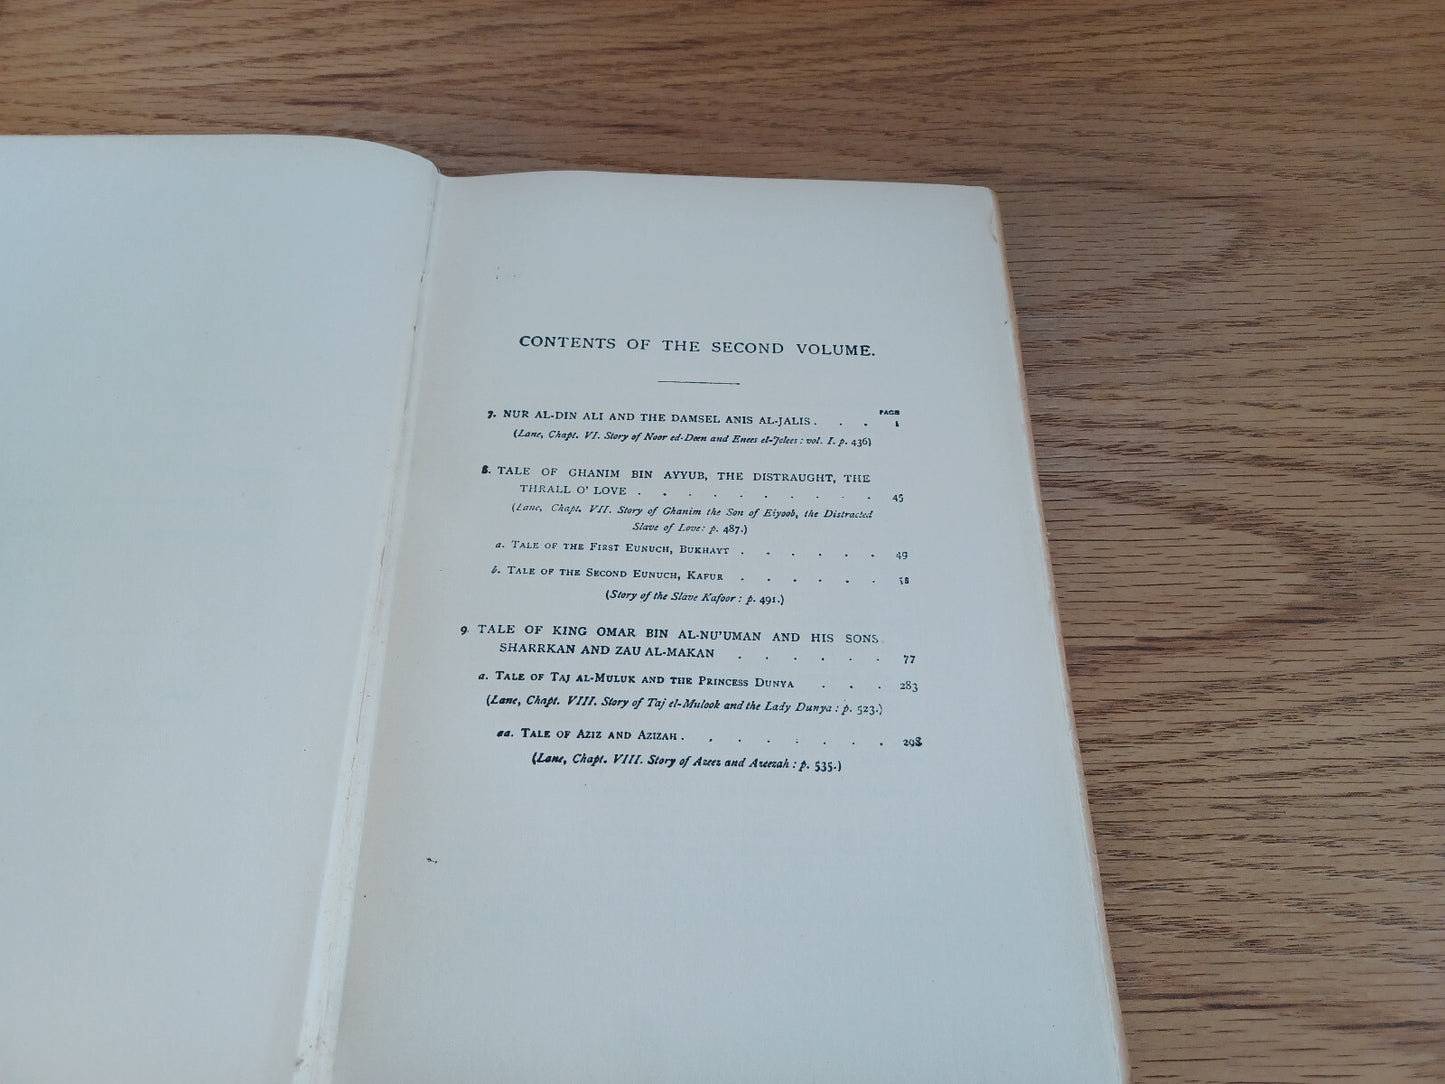 CONTENTS OF THE SECOND VOLUME.
PAGE
7. NUR AL-DIN ALI AND THE DAMSEL ANIS AL-JALIS . . . 1
(Lane, Chapt. VI. Story of Noor ed-Deen and Enees el-Jelees: vol. I. p. 436)
8. TALE OF GHANIM BIN AYYUB, THE DISTRAUGHT, THE
THRALL O' LOVE . . . . . . . . . 45
(Lane, Chapt. VII. Story of Ghanim the Son of Eiyoob, the Distracted
Slave of Love: p. 487.)
a. TALE OF THE FIRST EUNUCH, BUKHAYT . . . . . . 49
b. TALE OF THE SECOND EUNUCH, KAFUR . . . . . . 51
(Story of the Slave Kafoor: p. 491.)
9. TALE OF KING OMAR BIN AL-NU'UMAN AND HIS SONS
SHARRKAN AND ZAU AL-MAKAN . . . . . . 77
a. TALE OF TAJ AL-MULUK AND THE PRINCESS DUNYA . . . 283
(Lane, Chapt. VIII. Story of Taj el-Mulook and the Lady Dunya: p. 523.)
aa. TALE OF AZIZ AND AZIZAH . . . . . . . . 298
(Lane, Chapt. VIII. Story of Azeez and Azeezah: p. 535.)